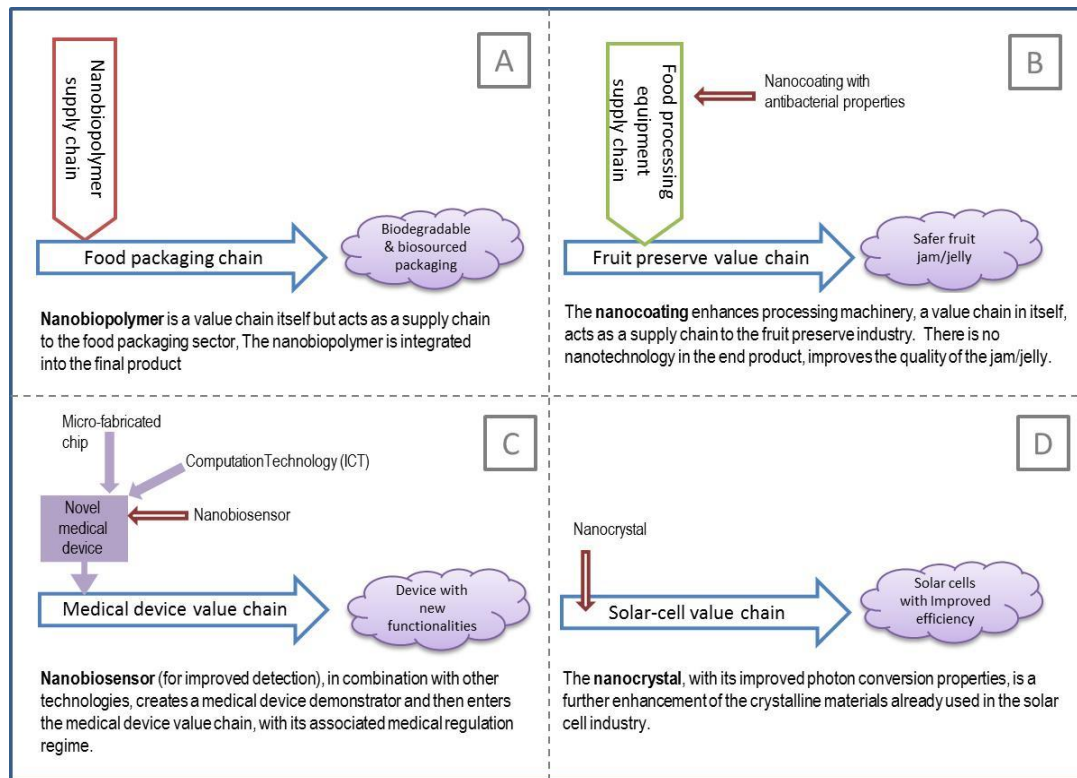 A
Nanobiopolymer
supply chain
Food packaging chain
Biodegradable
& biosourced
packaging
Nanobiopolymer is a value chain itself but acts as a supply chain
to the food packaging sector, The nanobiopolymer is integrated
into the final product
B
Food processing
equipment
supply chain
Nanocoating with
antibacterial properties
Fruit preserve value chain
Safer fruit
jam/jelly
The nanocoating enhances processing machinery, a value chain in itself,
acts as a supply chain to the fruit preserve industry. There is no
nanotechnology in the end product, improves the quality of the jam/jelly.
C
Micro-fabricated
chip
Computation Technology (ICT)
Novel
medical
device
Nanobiosensor
Medical device value chain
Device with
new
functionalities
Nanobiosensor (for improved detection), in combination with other
technologies, creates a medical device demonstrator and then enters
the medical device value chain, with its associated medical regulation
regime.
D
Nanocrystal
Solar-cell value chain
Solar cells
with Improved
efficiency
The nanocrystal, with its improved photon conversion properties, is a
further enhancement of the crystalline materials already used in the solar
cell industry.